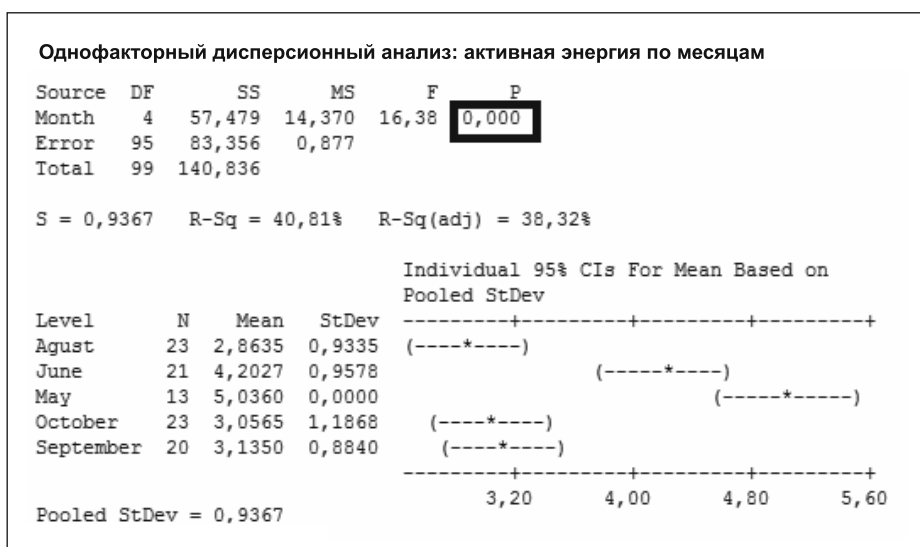 Однофакторный дисперсионный анализ: активная энергия по месяцам
Source DF SS MS F P
Month 4 57,479 14,370 16,38 0,000
Error 95 83,356 0,877
Total 99 140,836
S = 0,9367 R-Sq = 40,81% R-Sq(adj) = 38,32%
Individual 95% CIs For Mean Based on
Pooled StDev
Level N Mean StDev ---------+---------+---------+---------+
Agust 23 2,8635 0,9335 (----*----)
June 21 4,2027 0,9578 (-----*----)
May 13 5,0360 0,0000 (-----*-----)
October 23 3,0565 1,1868 (----*----)
September 20 3,1350 0,8840 (----*----)
---------+---------+---------+---------+
3,20 4,00 4,80 5,60
Pooled StDev = 0,9367